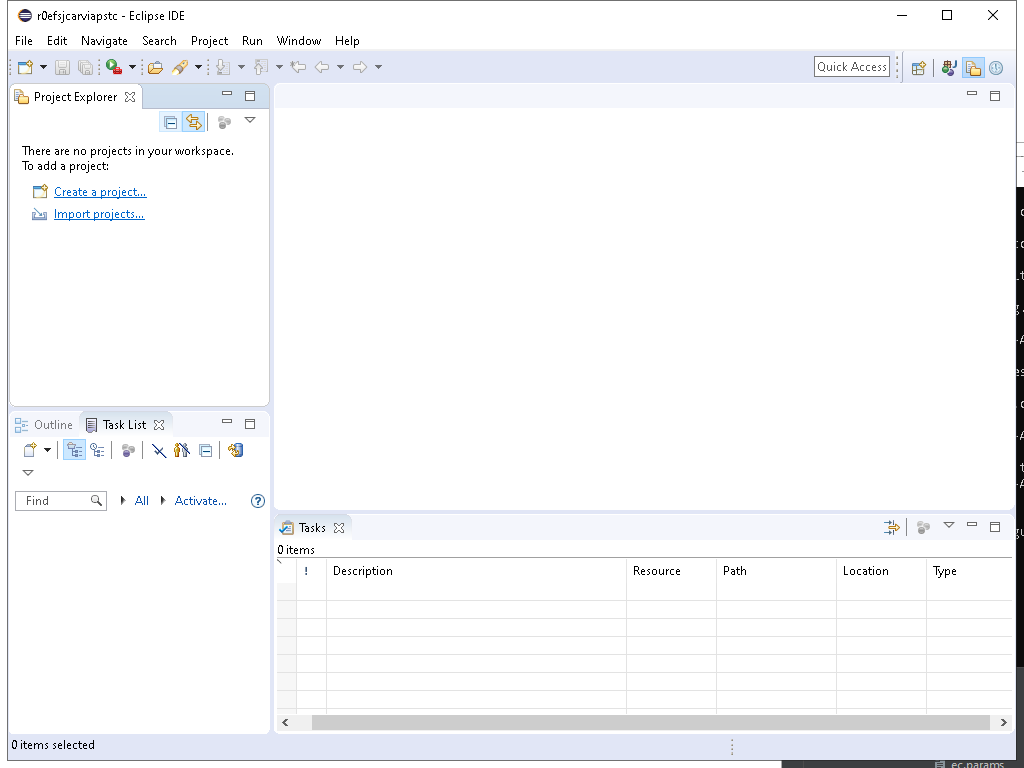 r0efsjcarviapstc - Eclipse IDE
File Edit Navigate Search Project Run Window Help
Quick Access
Project Explorer
There are no projects in your workspace.
To add a project:
Create a project...
Import projects...
Outline Task List
Find All Activate...
Tasks
0 items
! Description Resource Path Location Type
0 items selected
ec.params